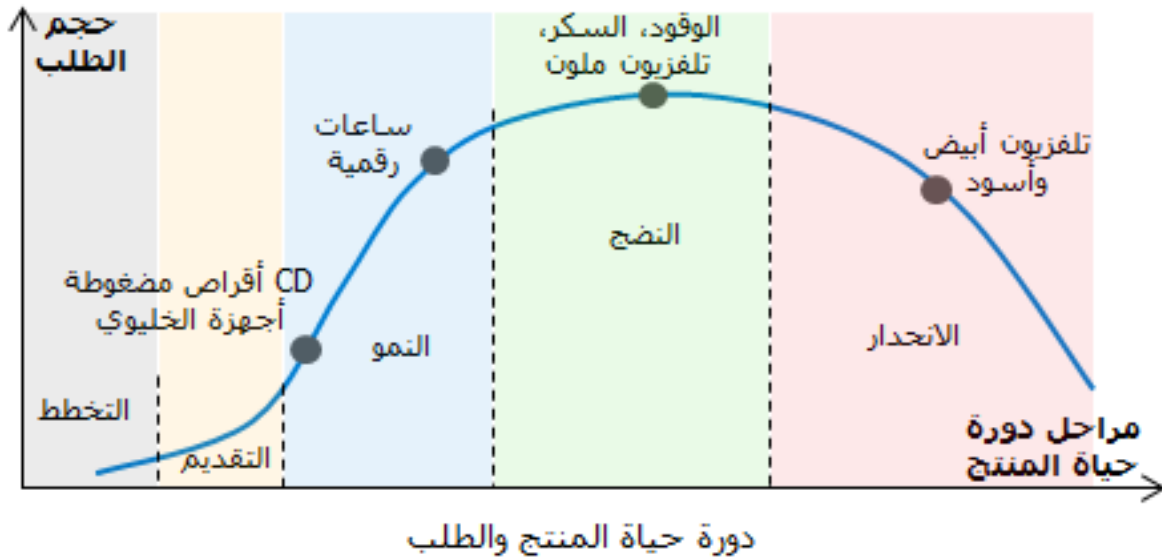 حجم
الطلب
الوقود، السكر،
تلفزيون ملون
ساعات
رقمية
تلفزيون أبيض
وأسود
النضج
CD أقراص مضغوطة
أجهزة الخليوي
النمو
الانحدار
التخطط
التقديم
مراحل دورة
حياة المنتج
دورة حياة المنتج والطلب